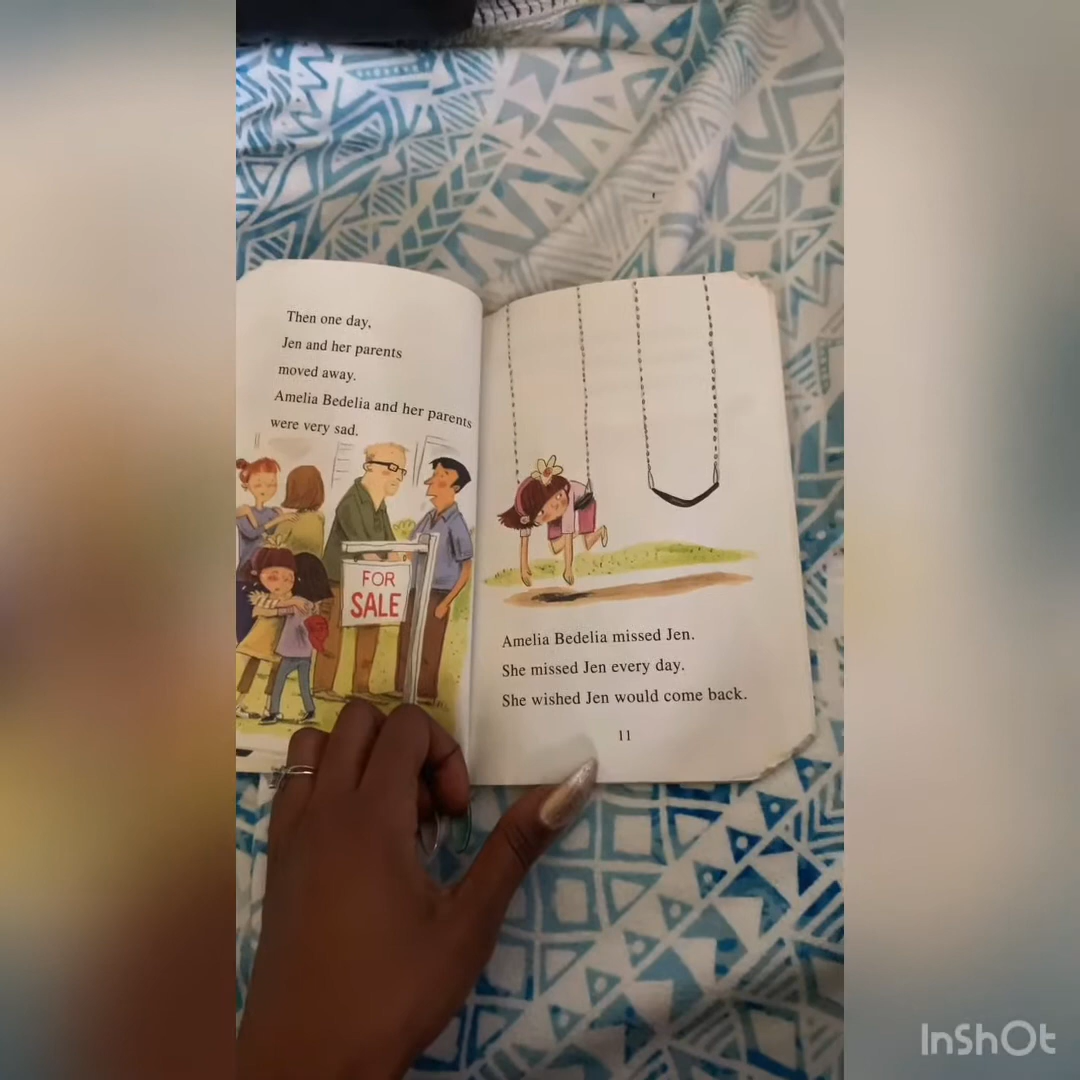 Then one day,
Jen and her parents
moved away.
Amelia Bedelia and her parents
were very sad.
FOR
SALE
Amelia Bedelia missed Jen.
She missed Jen every day.
She wished Jen would come back.
11
InShOt